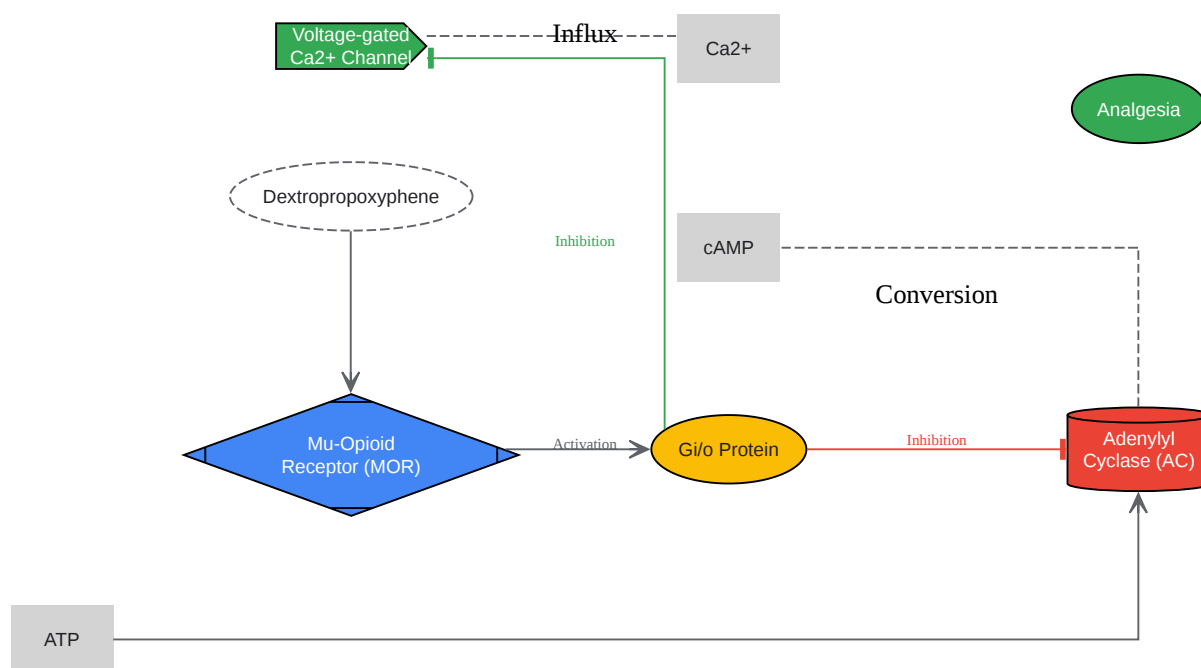 Voltage-gated
Ca2+ Channel
Influx
Ca2+
Analgesia
Dextropropoxyphene
Inhibition
cAMP
Conversion
Mu-Opioid
Receptor (MOR)
Activation
Gi/o Protein
Inhibition
Adenylyl
Cyclase (AC)
ATP